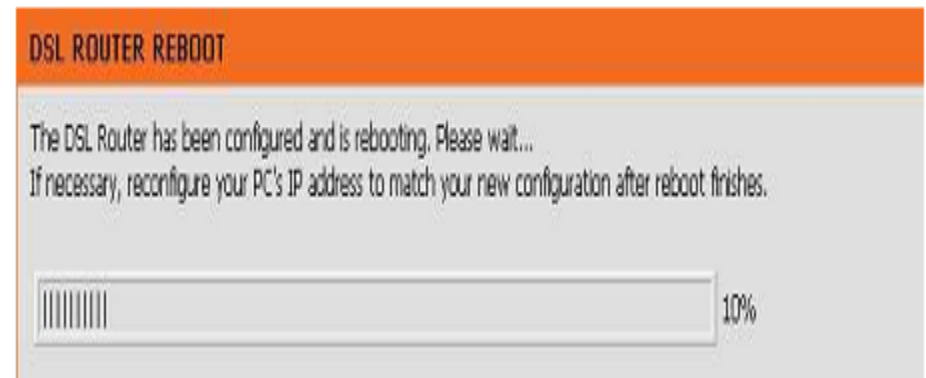 DSL ROUTER REBOOT
The DSL Router has been configured and is rebooting. Please wait...
If necessary, reconfigure your PC's IP address to match your new configuration after reboot finishes.
10%